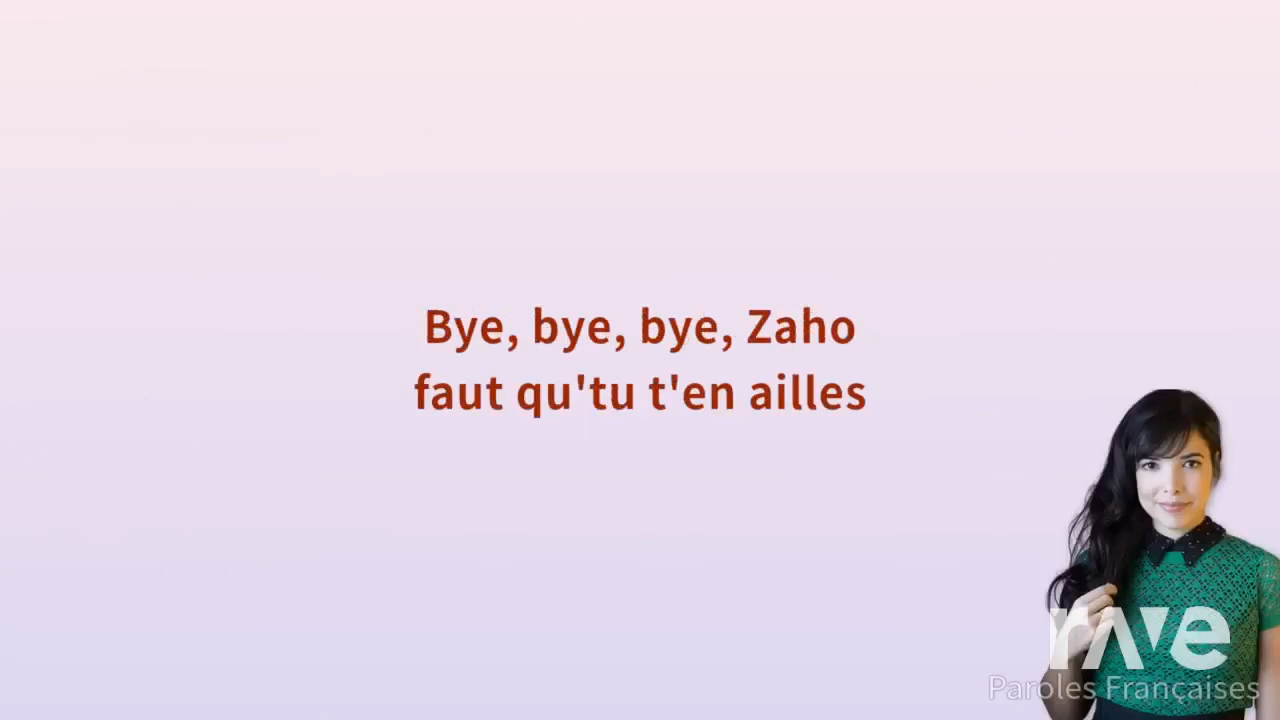 Bye, bye, bye, Zaho
faut qu'tu t'en ailles
rave
Paroles Françaises